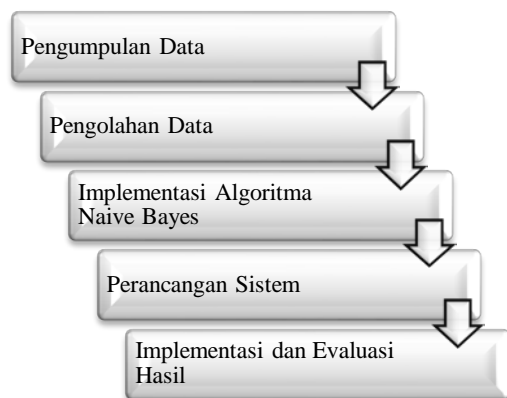 Pengumpulan Data
Pengolahan Data
Implementasi Algoritma
Naive Bayes
Perancangan Sistem
Implementasi dan Evaluasi
Hasil